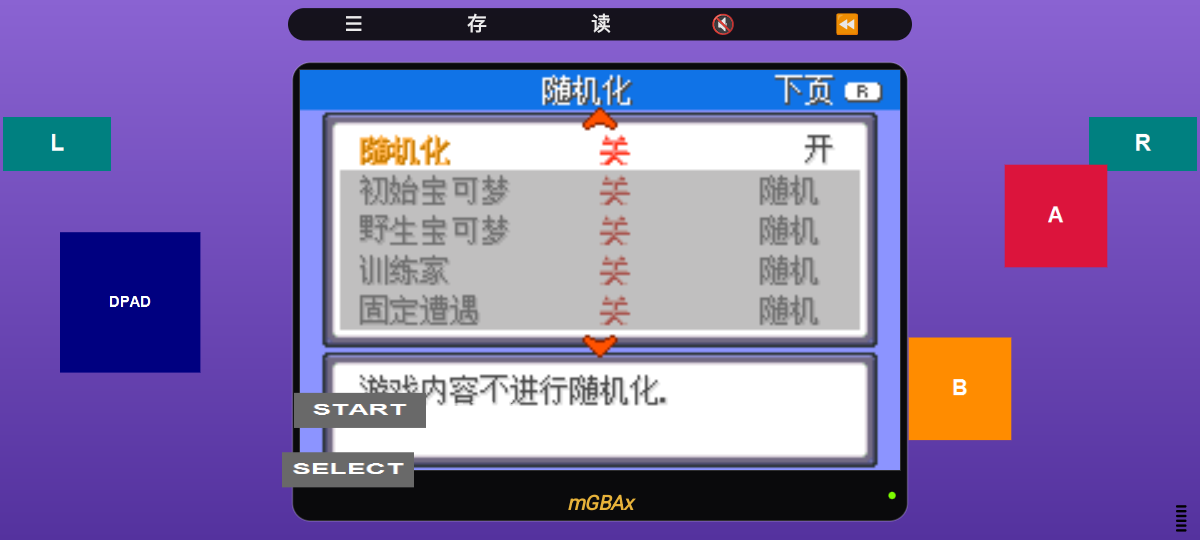 ☰ 存 读 🔇 ⏪
随机化 下页 R
随机化 关 开
初始宝可梦 关 随机
野生宝可梦 关 随机
训练家 关 随机
固定遭遇 关 随机
游戏内容不进行随机化.
L
DPAD
R
A
B
START
SELECT
mGBAx